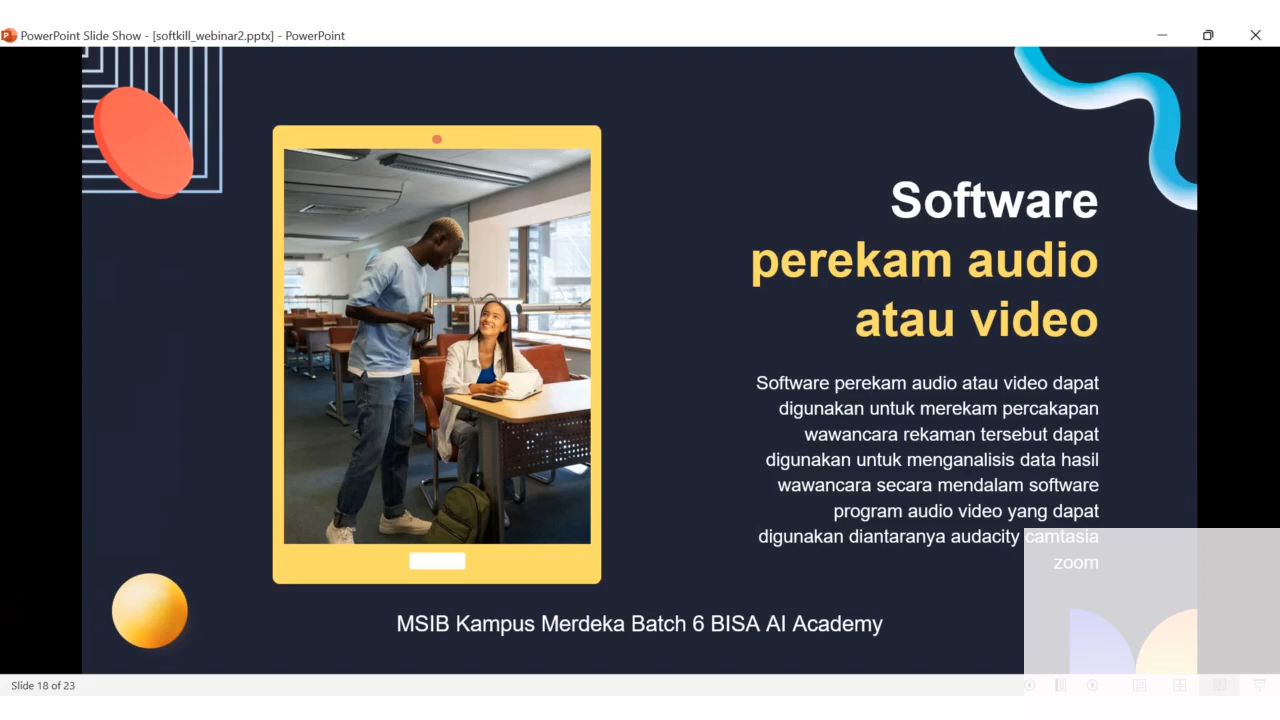 PowerPoint Slide Show - [softkill_webinar2.pptx] - PowerPoint
Software
perekam audio
atau video
Software perekam audio atau video dapat
digunakan untuk merekam percakapan
wawancara rekaman tersebut dapat
digunakan untuk menganalisis data hasil
wawancara secara mendalam software
program audio video yang dapat
digunakan diantaranya audacity camtasia
zoom
MSIB Kampus Merdeka Batch 6 BISA AI Academy
Slide 18 of 23